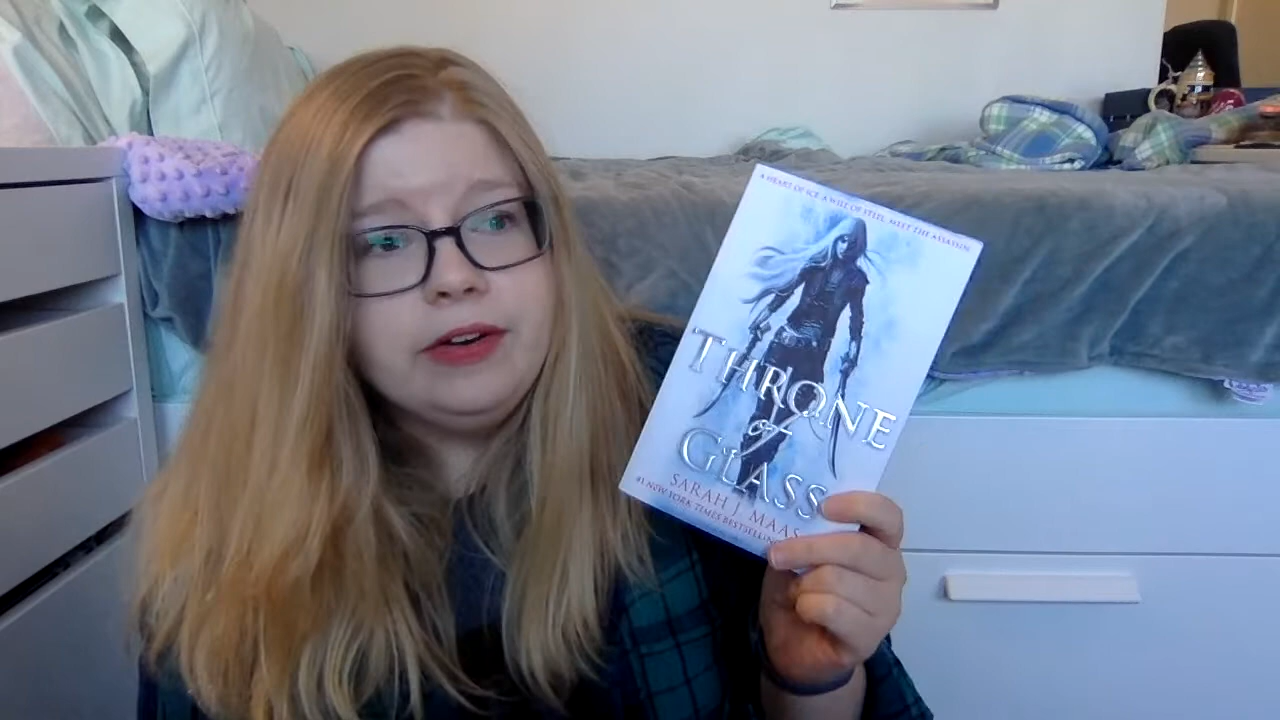 A HEART OF ICE. A WILL OF STEEL. MEET THE ASSASSIN.
THRONE
OF
GLASS
SARAH J. MAAS
#1 NEW YORK TIMES BESTSELLING